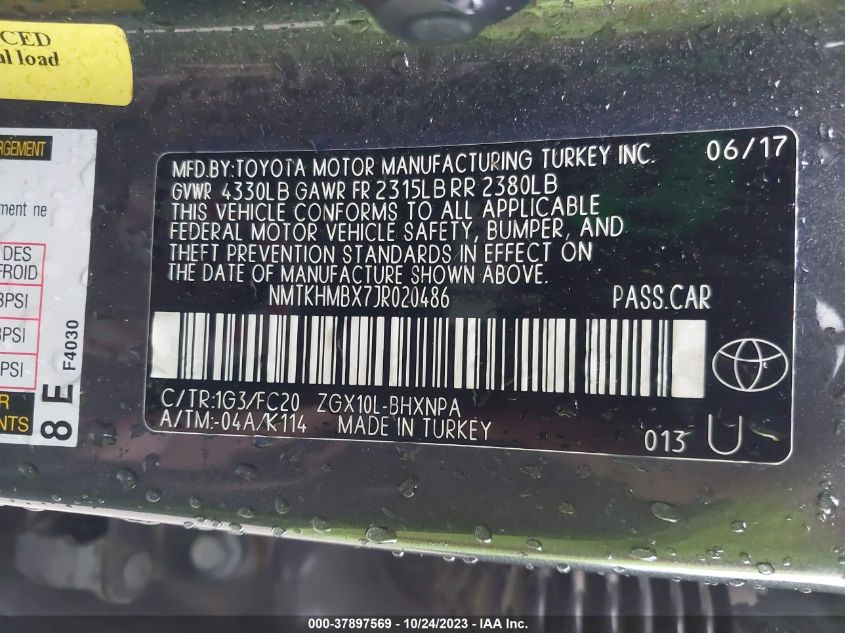 CED
al load
RGEMENT
ment ne
DES
FROID
BPSI
PSI
PSI
R
ENTS
8 E
F4030
MFD.BY:TOYOTA MOTOR MANUFACTURING TURKEY INC. 06/17
GVWR 4330LB GAWR FR 2315LB RR 2380LB
THIS VEHICLE CONFORMS TO ALL APPLICABLE
FEDERAL MOTOR VEHICLE SAFETY, BUMPER, AND
THEFT PREVENTION STANDARDS IN EFFECT ON
THE DATE OF MANUFACTURE SHOWN ABOVE.
NMTKHMBX7JR020486 PASS.CAR
C/TR:1G3/FC20 ZGX10L-BHXNPA
A/TM:-04A/K114 MADE IN TURKEY
013 U
000-37897569 - 10/24/2023 - IAA Inc.